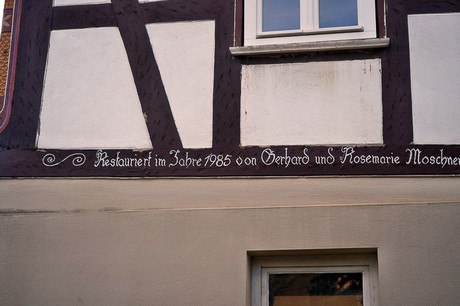 Restauriert im Jahre 1985 von Gerhard und Rosemarie Moschner